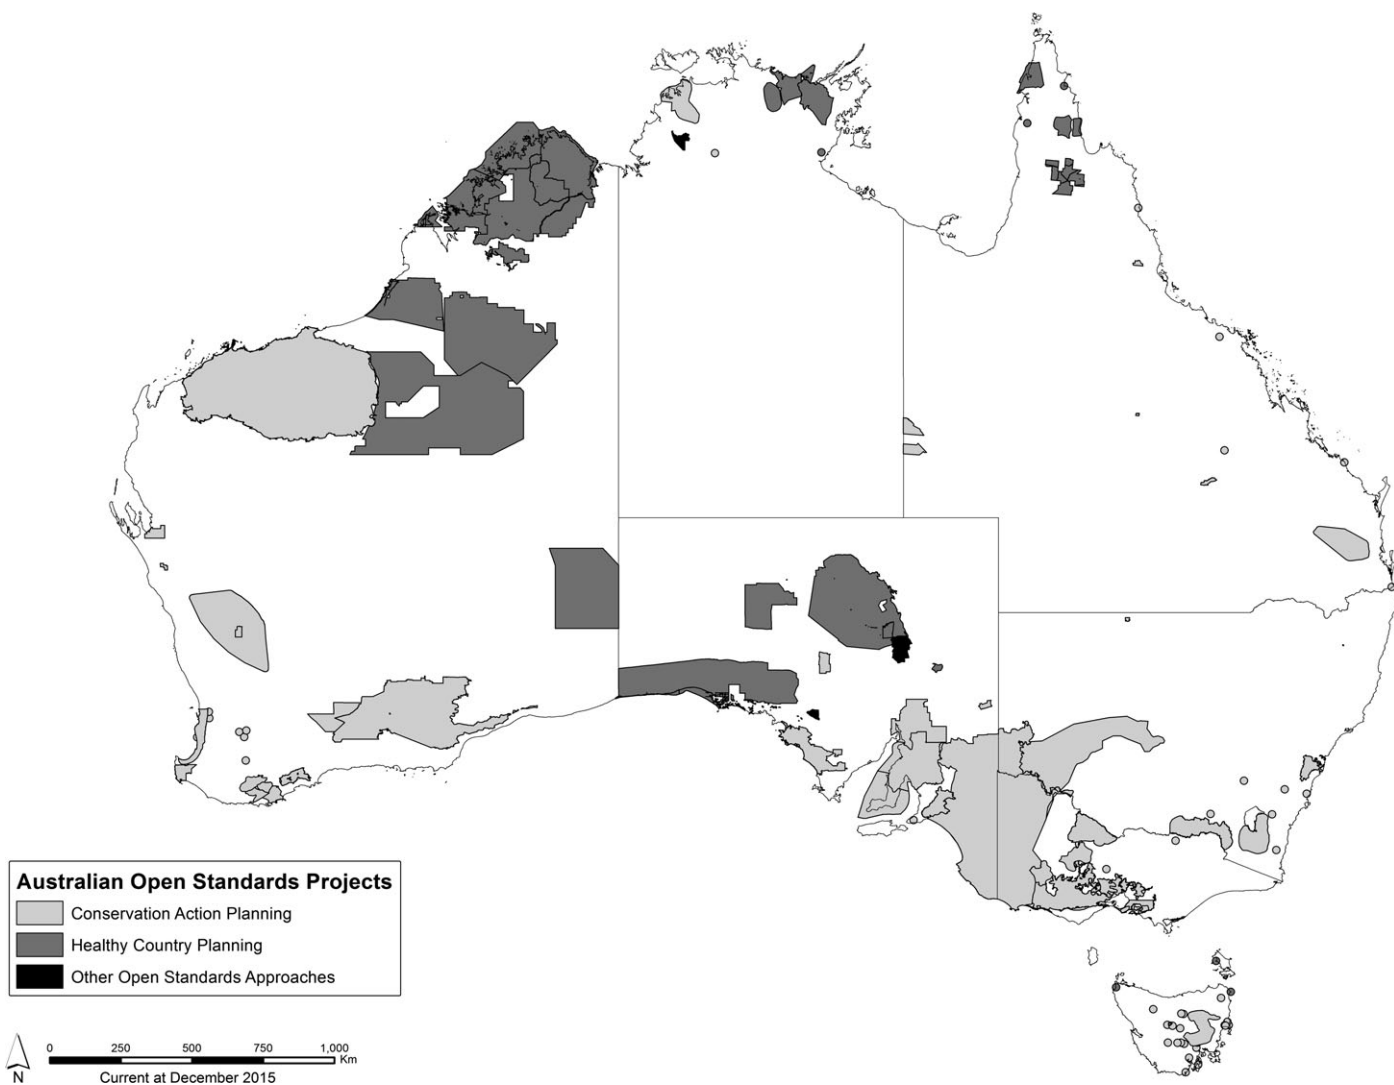 Australian Open Standards Projects
Conservation Action Planning
Healthy Country Planning
Other Open Standards Approaches
0 250 500 750 1,000
Km
N
Current at December 2015